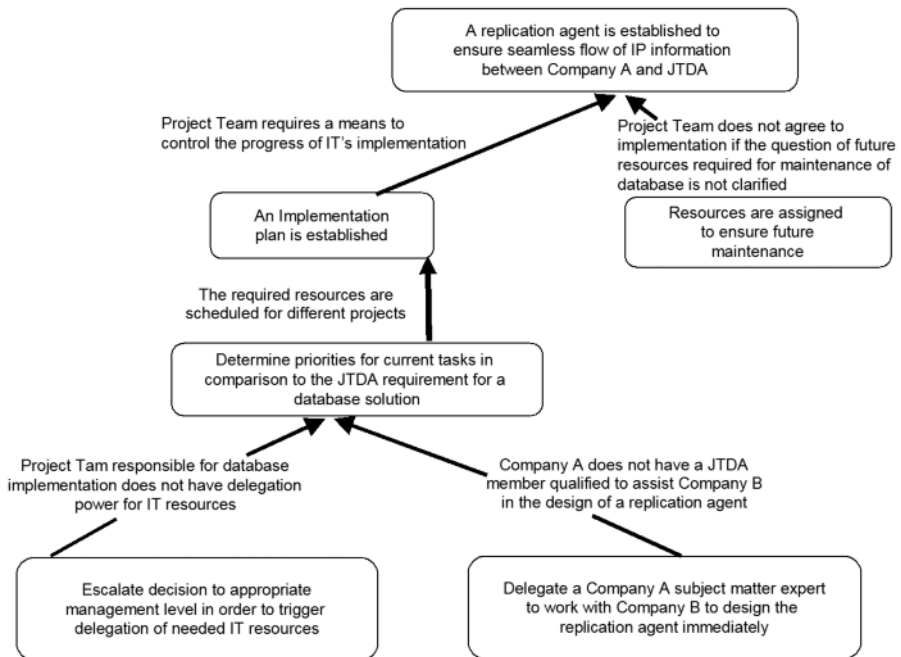 A replication agent is established to
ensure seamless flow of IP information
between Company A and JTDA
Project Team requires a means to
control the progress of IT's implementation
Project Team does not agree to
implementation if the question of future
resources required for maintenance of
database is not clarified
An Implementation
plan is established
Resources are assigned
to ensure future
maintenance
The required resources are
scheduled for different projects
Determine priorities for current tasks in
comparison to the JTDA requirement for a
database solution
Project Tam responsible for database
implementation does not have delegation
power for IT resources
Company A does not have a JTDA
member qualified to assist Company B
in the design of a replication agent
Escalate decision to appropriate
management level in order to trigger
delegation of needed IT resources
Delegate a Company A subject matter expert
to work with Company B to design the
replication agent immediately